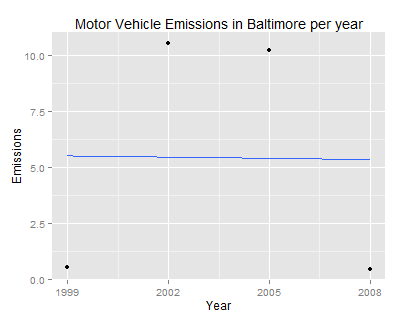 Motor Vehicle Emissions in Baltimore per year
Emissions
10.0
7.5
5.0
2.5
0.0
1999 2002 2005 2008
Year